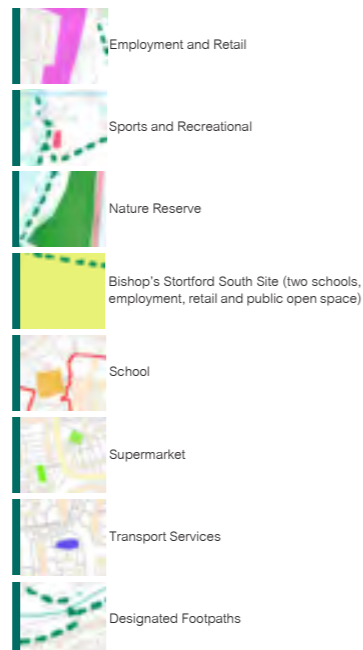 Employment and Retail
Sports and Recreational
Nature Reserve
Bishop's Stortford South Site (two schools,
employment, retail and public open space)
School
Supermarket
Transport Services
Designated Footpaths